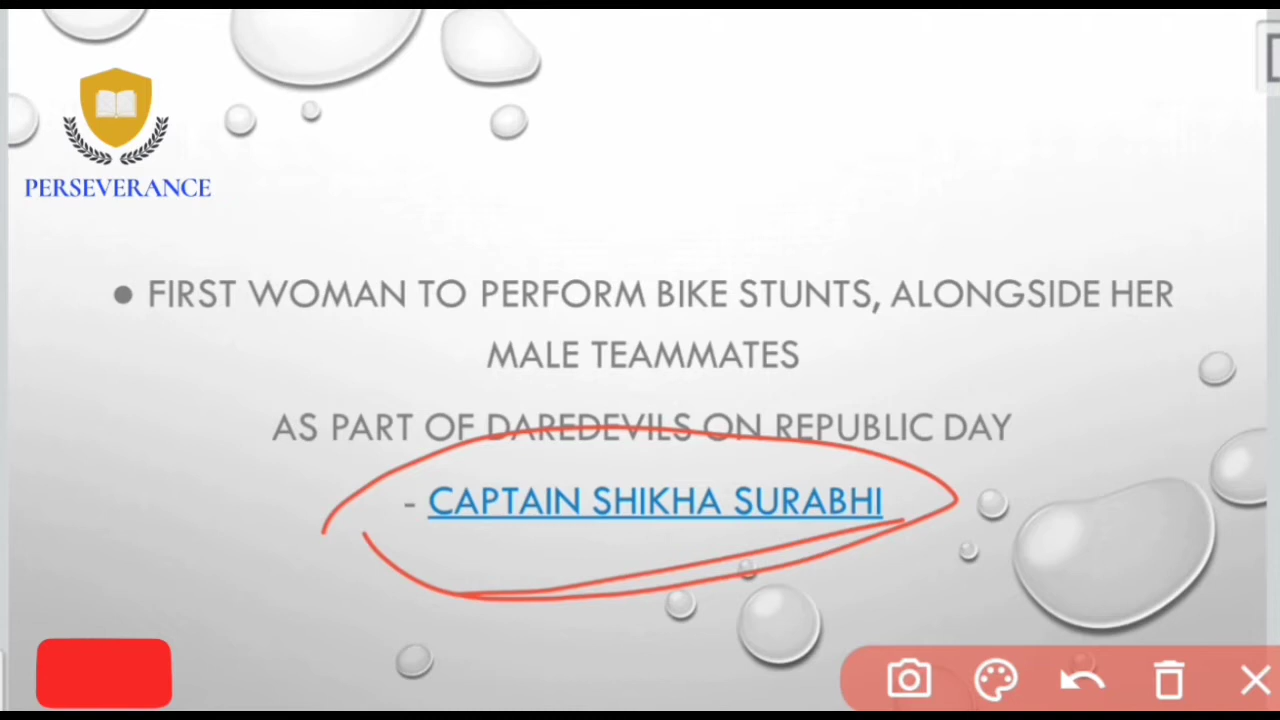 PERSEVERANCE
● FIRST WOMAN TO PERFORM BIKE STUNTS, ALONGSIDE HER
MALE TEAMMATES
AS PART OF DAREDEVILS ON REPUBLIC DAY
- CAPTAIN SHIKHA SURABHI